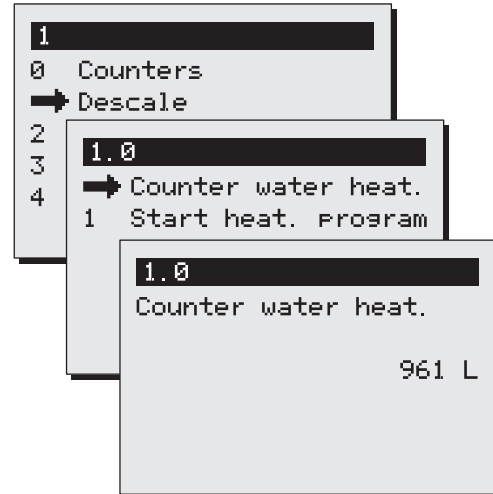 1
0 Counters
Descale
2
3
4
1.0
Counter water heat.
1 Start heat. program
1.0
Counter water heat.
961 L